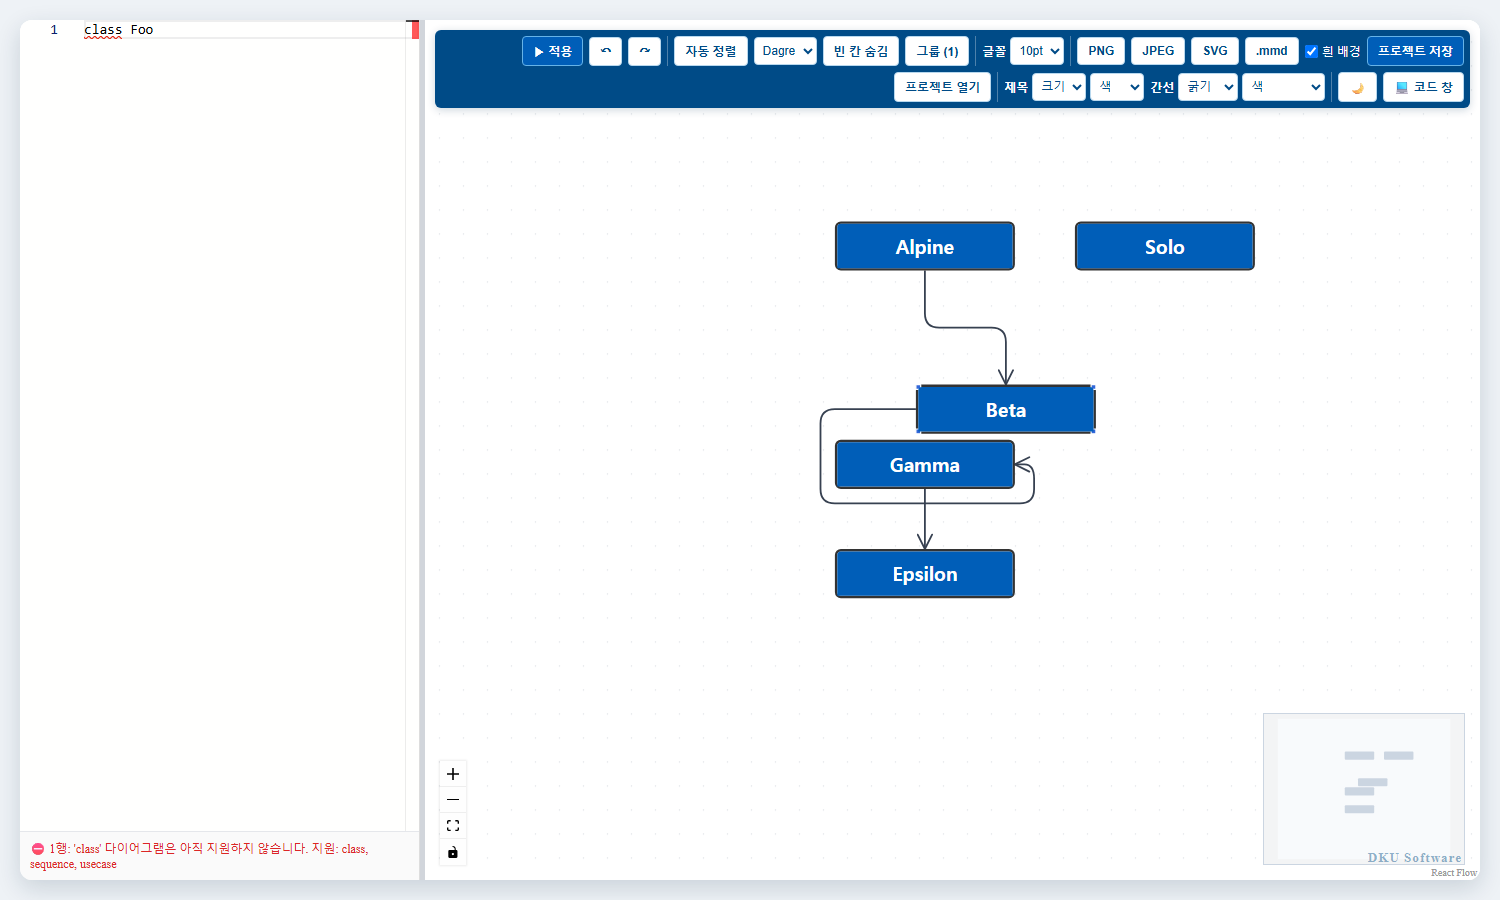 1 class Foo
▶ 적용
자동 정렬
Dagre
빈 칸 숨김
그룹 (1)
글꼴
10pt
PNG
JPEG
SVG
.mmd
흰 배경
프로젝트 저장
프로젝트 열기
제목
크기
색
간선
굵기
색
코드 창
Alpine
Solo
Beta
Gamma
Epsilon
1행: 'class' 다이어그램은 아직 지원하지 않습니다. 지원: class,
sequence, usecase
DKU Software
React Flow